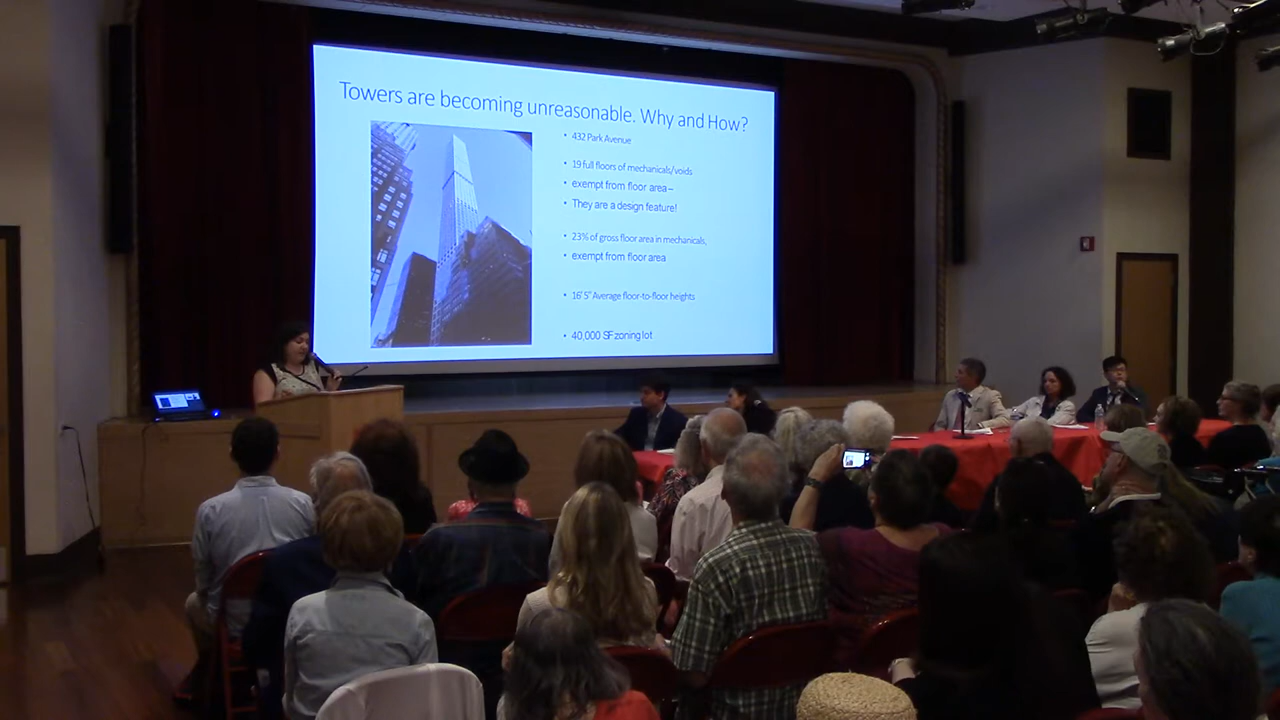 Towers are becoming unreasonable. Why and How?
• 432 Park Avenue
• 19 full floors of mechanicals/voids
• exempt from floor area –
• They are a design feature!
• 23% of gross floor area in mechanicals,
• exempt from floor area
• 16'5" Average floor-to-floor heights
• 40,000 SF zoning lot